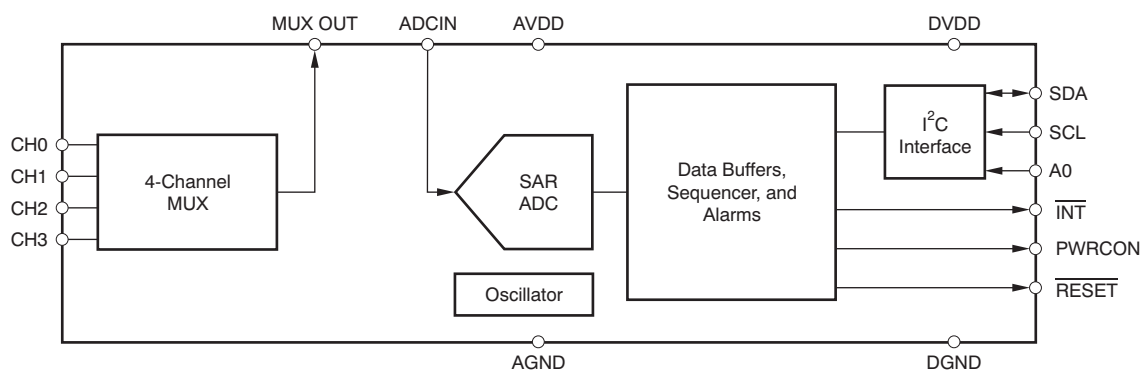 MUX OUT
ADCIN
AVDD
DVDD
CH0
CH1
CH2
CH3
4-Channel
MUX
SAR
ADC
Oscillator
Data Buffers,
Sequencer, and
Alarms
I²C
Interface
SDA
SCL
A0
INT
PWRCON
RESET
AGND
DGND